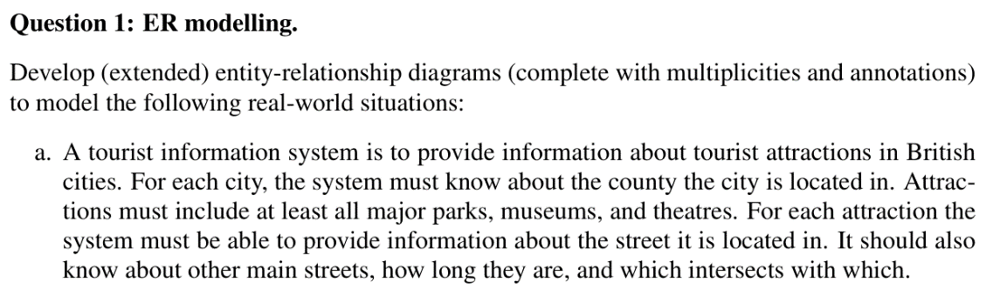 Question 1: ER modelling.
Develop (extended) entity-relationship diagrams (complete with multiplicities and annotations)
to model the following real-world situations:
a. A tourist information system is to provide information about tourist attractions in British
cities. For each city, the system must know about the county the city is located in. Attrac-
tions must include at least all major parks, museums, and theatres. For each attraction the
system must be able to provide information about the street it is located in. It should also
know about other main streets, how long they are, and which intersects with which.